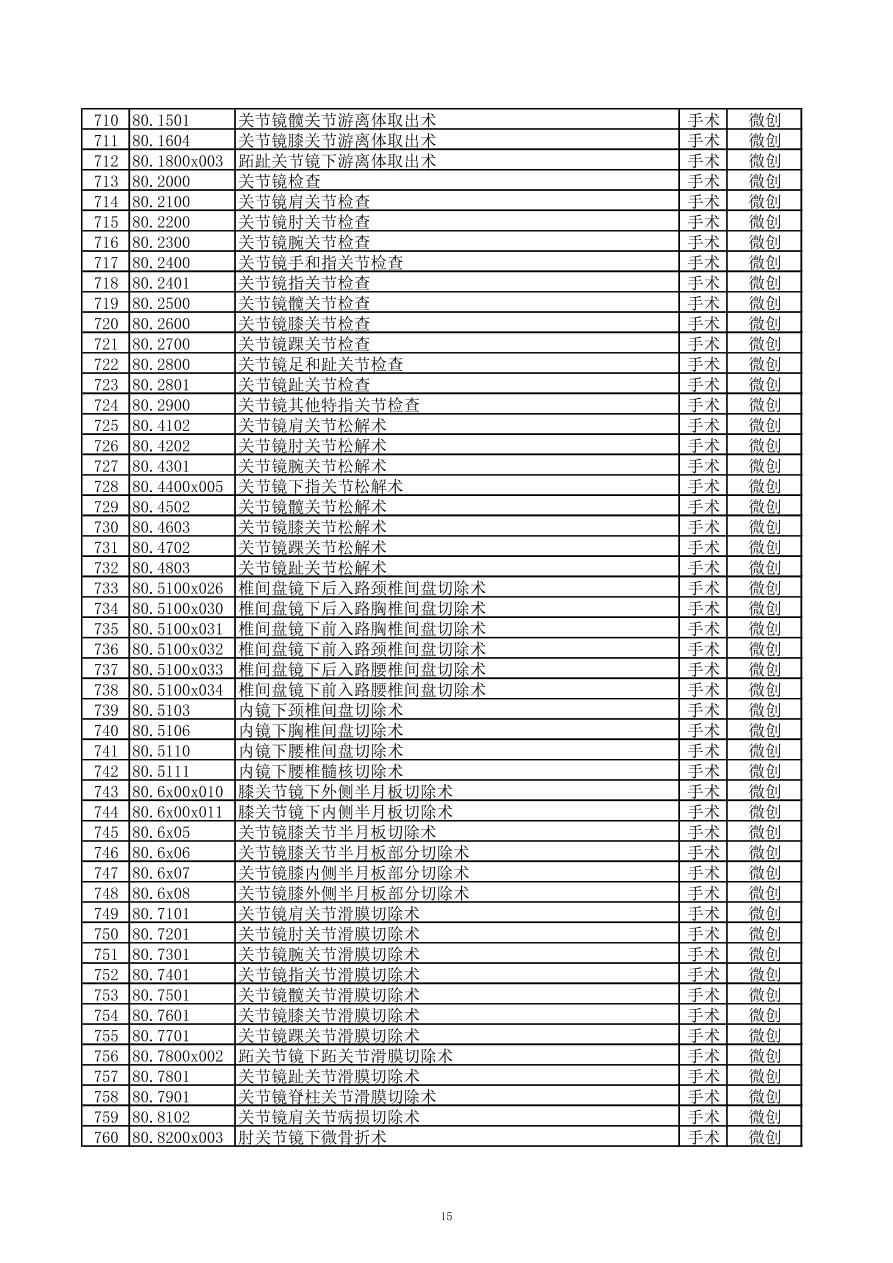 710 80.1501 关节镜髋关节游离体取出术 手术 微创
711 80.1604 关节镜膝关节游离体取出术 手术 微创
712 80.1800x003 跖趾关节镜下游离体取出术 手术 微创
713 80.2000 关节镜检查 手术 微创
714 80.2100 关节镜肩关节检查 手术 微创
715 80.2200 关节镜肘关节检查 手术 微创
716 80.2300 关节镜腕关节检查 手术 微创
717 80.2400 关节镜手和指关节检查 手术 微创
718 80.2401 关节镜指关节检查 手术 微创
719 80.2500 关节镜髋关节检查 手术 微创
720 80.2600 关节镜膝关节检查 手术 微创
721 80.2700 关节镜踝关节检查 手术 微创
722 80.2800 关节镜足和趾关节检查 手术 微创
723 80.2801 关节镜趾关节检查 手术 微创
724 80.2900 关节镜其他特指关节检查 手术 微创
725 80.4102 关节镜肩关节松解术 手术 微创
726 80.4202 关节镜肘关节松解术 手术 微创
727 80.4301 关节镜腕关节松解术 手术 微创
728 80.4400x005 关节镜下指关节松解术 手术 微创
729 80.4502 关节镜髋关节松解术 手术 微创
730 80.4603 关节镜膝关节松解术 手术 微创
731 80.4702 关节镜踝关节松解术 手术 微创
732 80.4803 关节镜趾关节松解术 手术 微创
733 80.5100x026 椎间盘镜下后入路颈椎间盘切除术 手术 微创
734 80.5100x030 椎间盘镜下后入路胸椎间盘切除术 手术 微创
735 80.5100x031 椎间盘镜下前入路胸椎间盘切除术 手术 微创
736 80.5100x032 椎间盘镜下前入路颈椎间盘切除术 手术 微创
737 80.5100x033 椎间盘镜下后入路腰椎间盘切除术 手术 微创
738 80.5100x034 椎间盘镜下前入路腰椎间盘切除术 手术 微创
739 80.5103 内镜下颈椎间盘切除术 手术 微创
740 80.5106 内镜下胸椎间盘切除术 手术 微创
741 80.5110 内镜下腰椎间盘切除术 手术 微创
742 80.5111 内镜下腰椎髓核切除术 手术 微创
743 80.6x00x010 膝关节镜下外侧半月板切除术 手术 微创
744 80.6x00x011 膝关节镜下内侧半月板切除术 手术 微创
745 80.6x05 关节镜膝关节半月板切除术 手术 微创
746 80.6x06 关节镜膝关节半月板部分切除术 手术 微创
747 80.6x07 关节镜膝内侧半月板部分切除术 手术 微创
748 80.6x08 关节镜膝外侧半月板部分切除术 手术 微创
749 80.7101 关节镜肩关节滑膜切除术 手术 微创
750 80.7201 关节镜肘关节滑膜切除术 手术 微创
751 80.7301 关节镜腕关节滑膜切除术 手术 微创
752 80.7401 关节镜指关节滑膜切除术 手术 微创
753 80.7501 关节镜髋关节滑膜切除术 手术 微创
754 80.7601 关节镜膝关节滑膜切除术 手术 微创
755 80.7701 关节镜踝关节滑膜切除术 手术 微创
756 80.7800x002 跖关节镜下跖关节滑膜切除术 手术 微创
757 80.7801 关节镜趾关节滑膜切除术 手术 微创
758 80.7901 关节镜脊柱关节滑膜切除术 手术 微创
759 80.8102 关节镜肩关节病损切除术 手术 微创
760 80.8200x003 肘关节镜下微骨折术 手术 微创
15